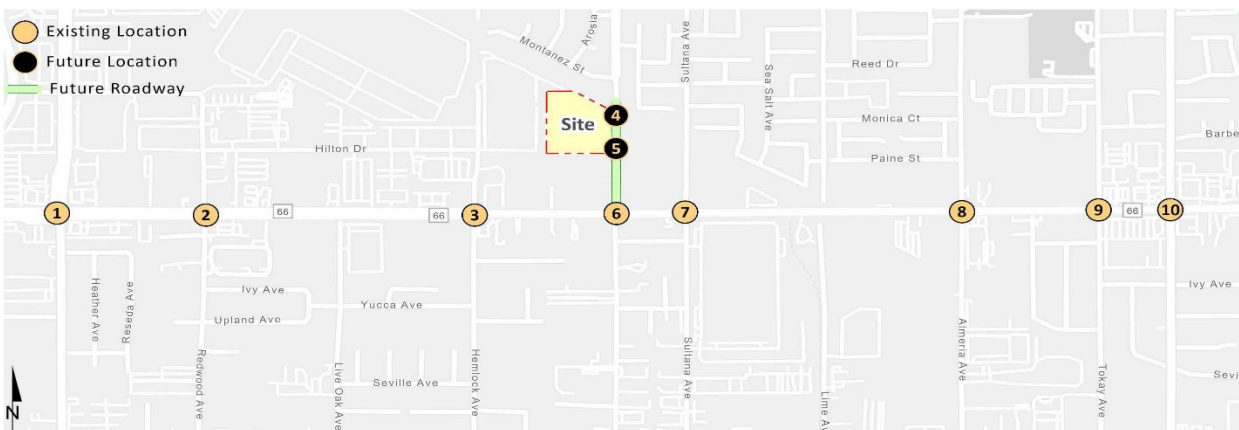 Existing Location
Future Location
Future Roadway
Montanez St
Arosia
Sultana Ave
Sea Salt Ave
Reed Dr
Monica Ct
Paine St
Barbe
Hilton Dr
Site
4
5
1
2
66
66
3
6
7
8
9
66
10
Heather Ave
Reseda Ave
Ivy Ave
Upland Ave
Yucca Ave
Seville Ave
Redwood Ave
Live Oak Ave
Hemlock Ave
Sultana Ave
Lime Av
Almeria Ave
Tokay Ave
Ivy Ave
Sevi
N